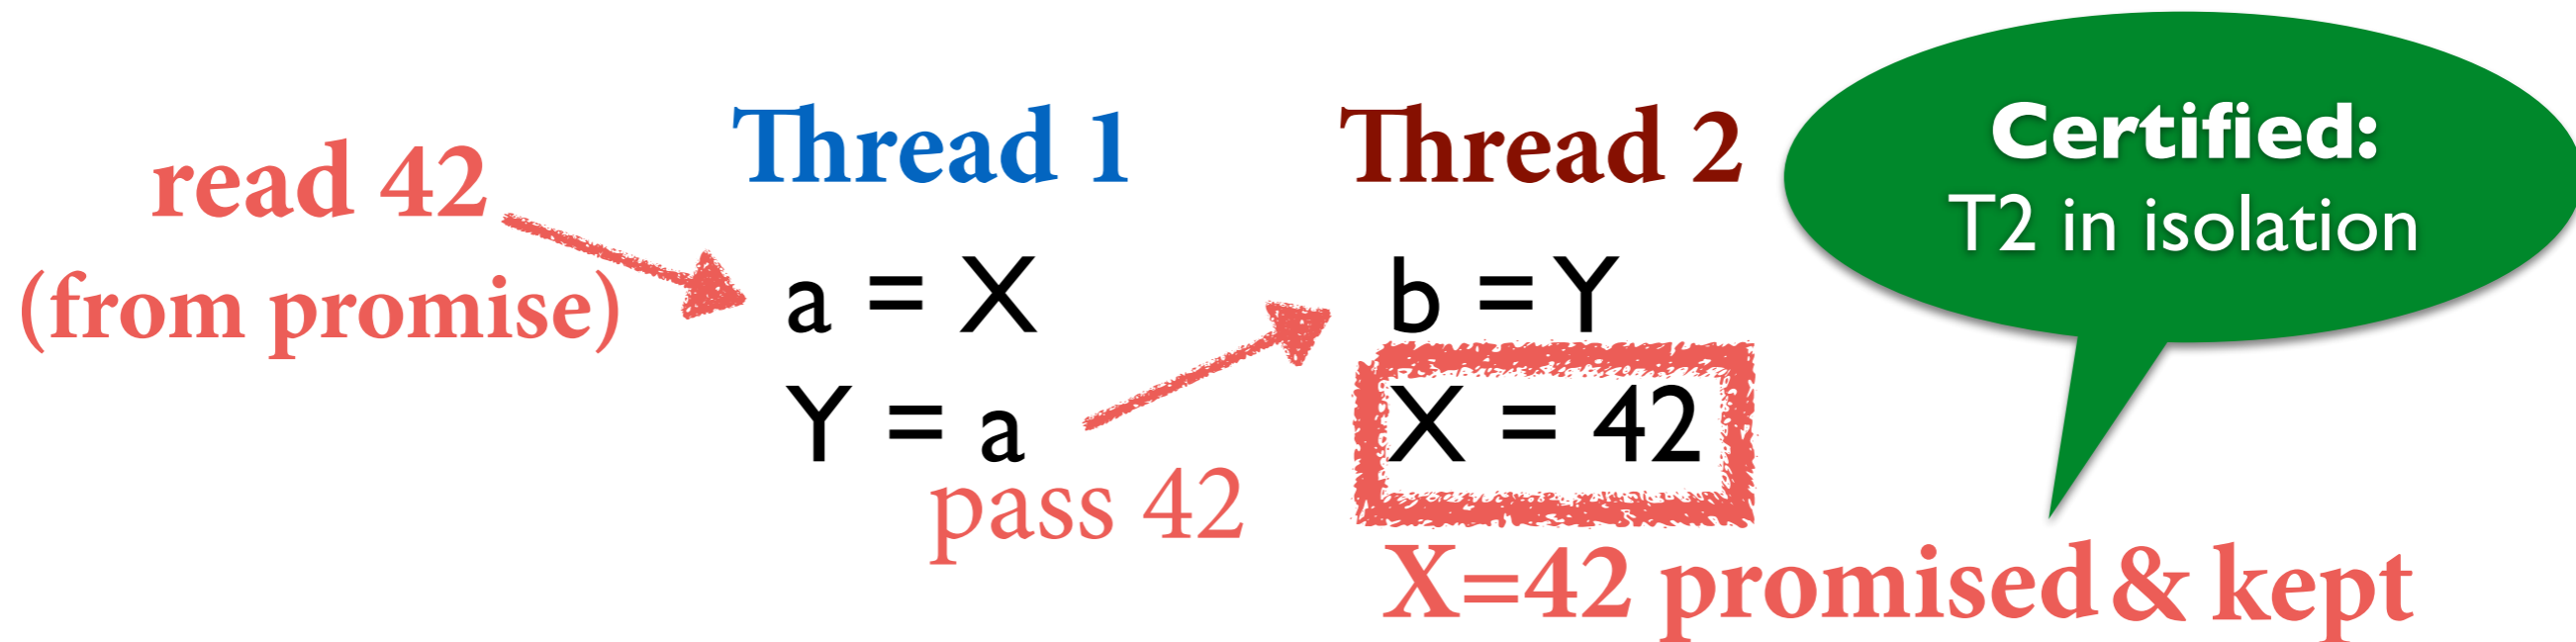 read 42
(from promise)
Thread 1
a = X
Y = a
pass 42
Thread 2
b = Y
X = 42
X=42 promised & kept
Certified:
T2 in isolation